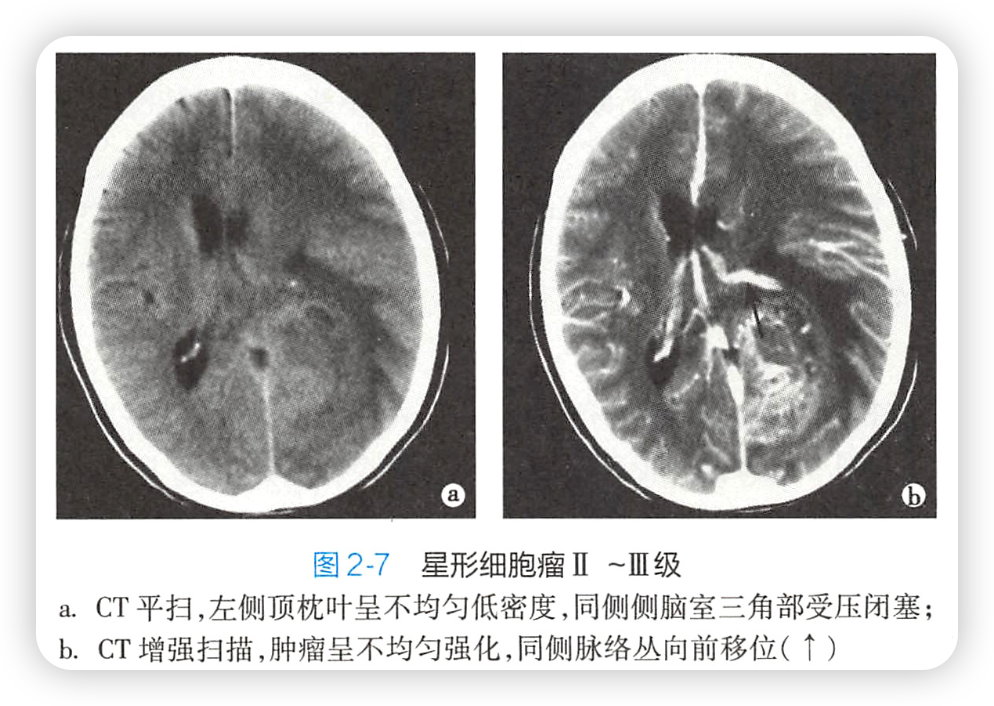 a
b
图 2-7 星形细胞瘤Ⅱ ~Ⅲ级
a. CT 平扫,左侧顶枕叶呈不均匀低密度,同侧侧脑室三角部受压闭塞;
b. CT 增强扫描,肿瘤呈不均匀强化,同侧脉络丛向前移位(↑)